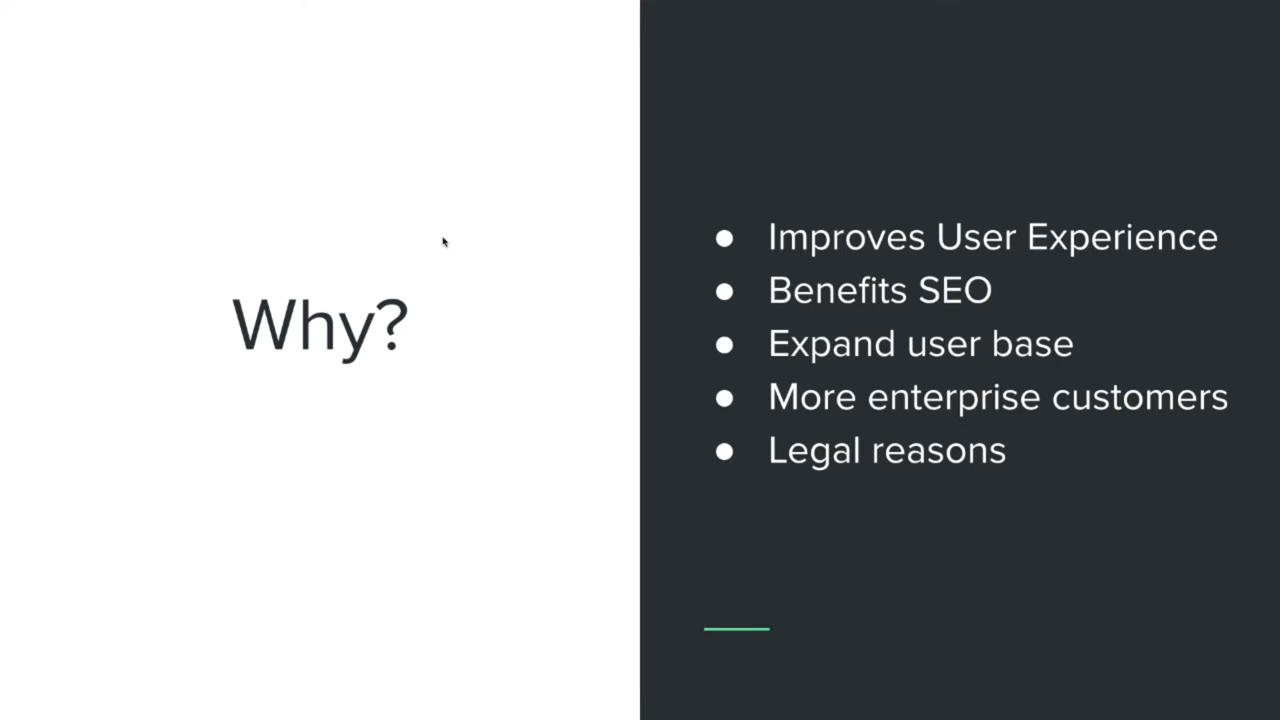 Why?
● Improves User Experience
● Benefits SEO
● Expand user base
● More enterprise customers
● Legal reasons